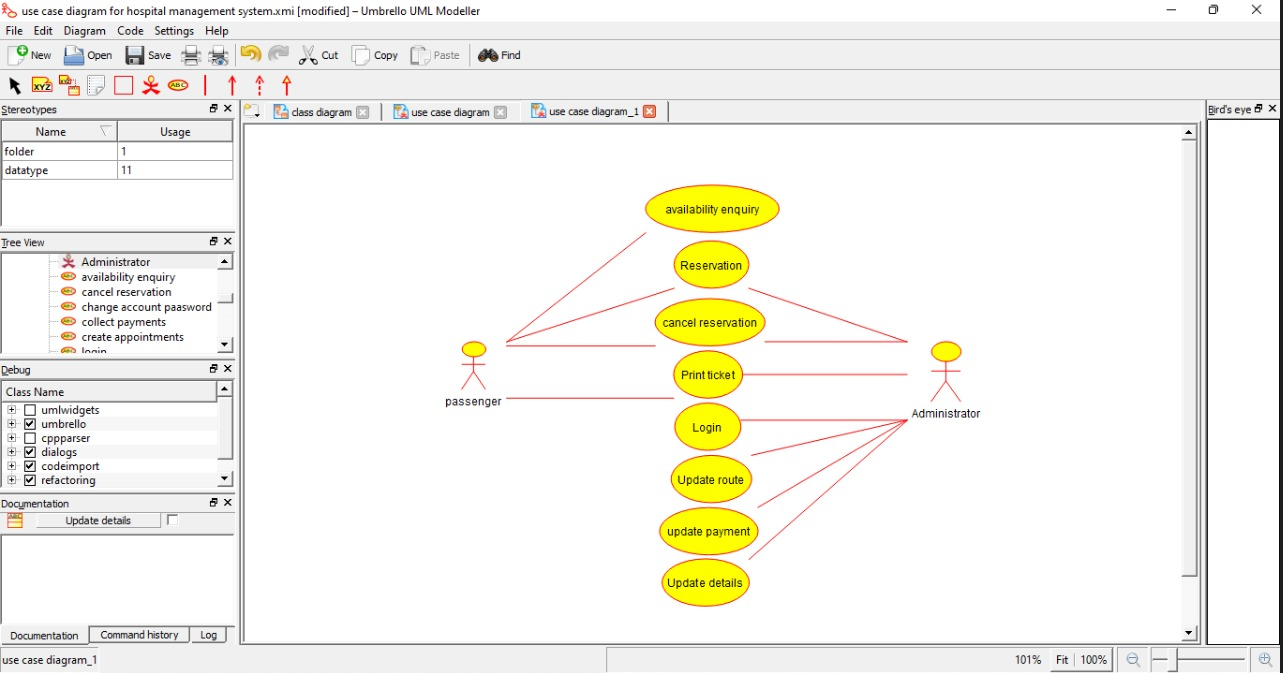 use case diagram for hospital management system.xmi [modified] – Umbrello UML Modeller
File Edit Diagram Code Settings Help
New Open Save Cut Copy Paste Find
XYZ ABC
Stereotypes
Name Usage
folder 1
datatype 11
Tree View
Administrator
availability enquiry
cancel reservation
change account paasword
collect payments
create appointments
login
Debug
Class Name
umlwidgets
umbrello
cppparser
dialogs
codeimport
refactoring
Documentation
Update details
Documentation Command history Log
use case diagram_1
class diagram use case diagram use case diagram_1
availability enquiry
Reservation
cancel reservation
Print ticket
Login
Update route
update payment
Update details
passenger
Administrator
Bird's eye
101% Fit 100%